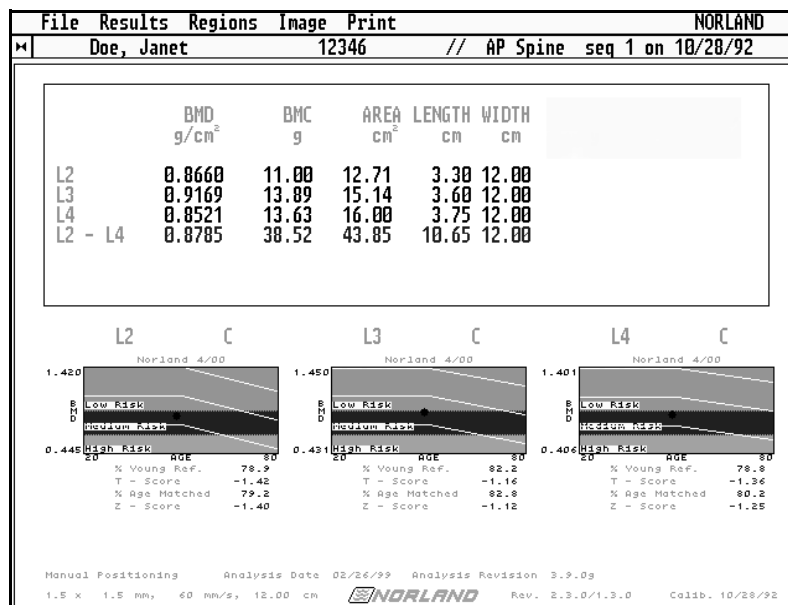 File Results Regions Image Print NORLAND
Doe, Janet 12346 // AP Spine seq 1 on 10/28/92
BMD BMC AREA LENGTH WIDTH
g/cm² g cm² cm cm
L2 0.8660 11.00 12.71 3.30 12.00
L3 0.9169 13.89 15.14 3.60 12.00
L4 0.8521 13.63 16.00 3.75 12.00
L2 - L4 0.8785 38.52 43.85 10.65 12.00
L2 C L3 C L4 C
Norland 4/00 Norland 4/00 Norland 4/00
1.420 1.450 1.401
BMD Low Risk BMD Low Risk BMD Low Risk
Medium Risk Medium Risk Medium Risk
0.445 High Risk 0.431 High Risk 0.406 High Risk
20 AGE 80 20 AGE 80 20 AGE 80
% Young Ref. 78.9 % Young Ref. 82.2 % Young Ref. 78.8
T - Score -1.42 T - Score -1.16 T - Score -1.36
% Age Matched 79.2 % Age Matched 82.8 % Age Matched 80.2
Z - Score -1.40 Z - Score -1.12 Z - Score -1.25
Manual Positioning Analysis Date 02/26/99 Analysis Revision 3.9.0g
1.5 x 1.5 mm, 60 mm/s, 12.00 cm NORLAND Rev. 2.3.0/1.3.0 Calib. 10/28/92